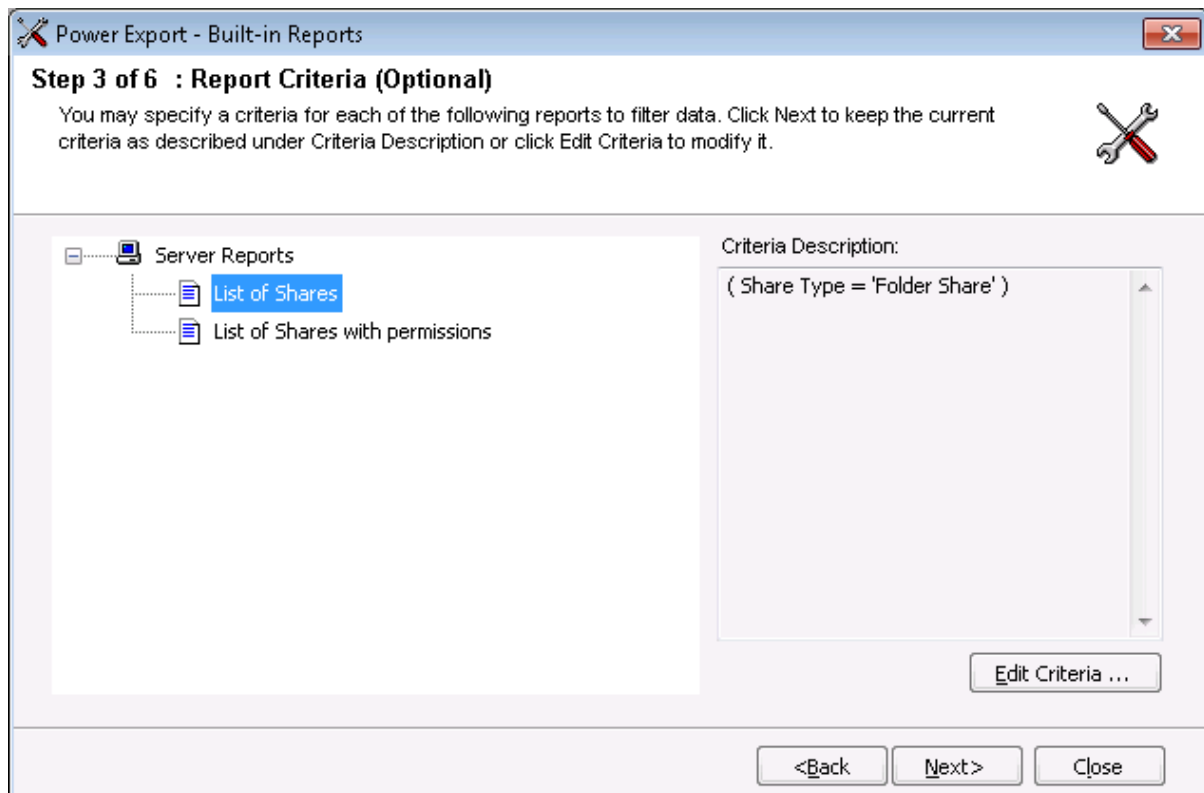 Power Export - Built-in Reports
Step 3 of 6 : Report Criteria (Optional)
You may specify a criteria for each of the following reports to filter data. Click Next to keep the current
criteria as described under Criteria Description or click Edit Criteria to modify it.
Server Reports
List of Shares
List of Shares with permissions
Criteria Description:
( Share Type = 'Folder Share' )
Edit Criteria ...
<Back
Next>
Close